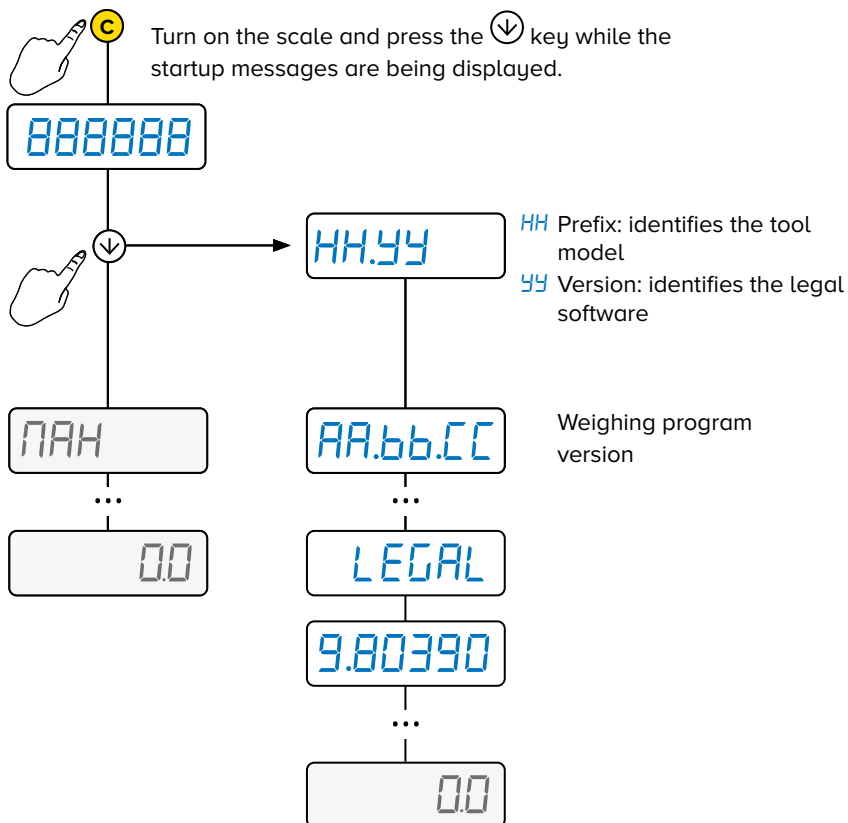 C
Turn on the scale and press the key while the
startup messages are being displayed.
888888
HH.YY
HH Prefix: identifies the tool
model
YY Version: identifies the legal
software
MAH
AA.bb.CC
Weighing program
version
...
...
0.0
LEGAL
9.80390
...
0.0